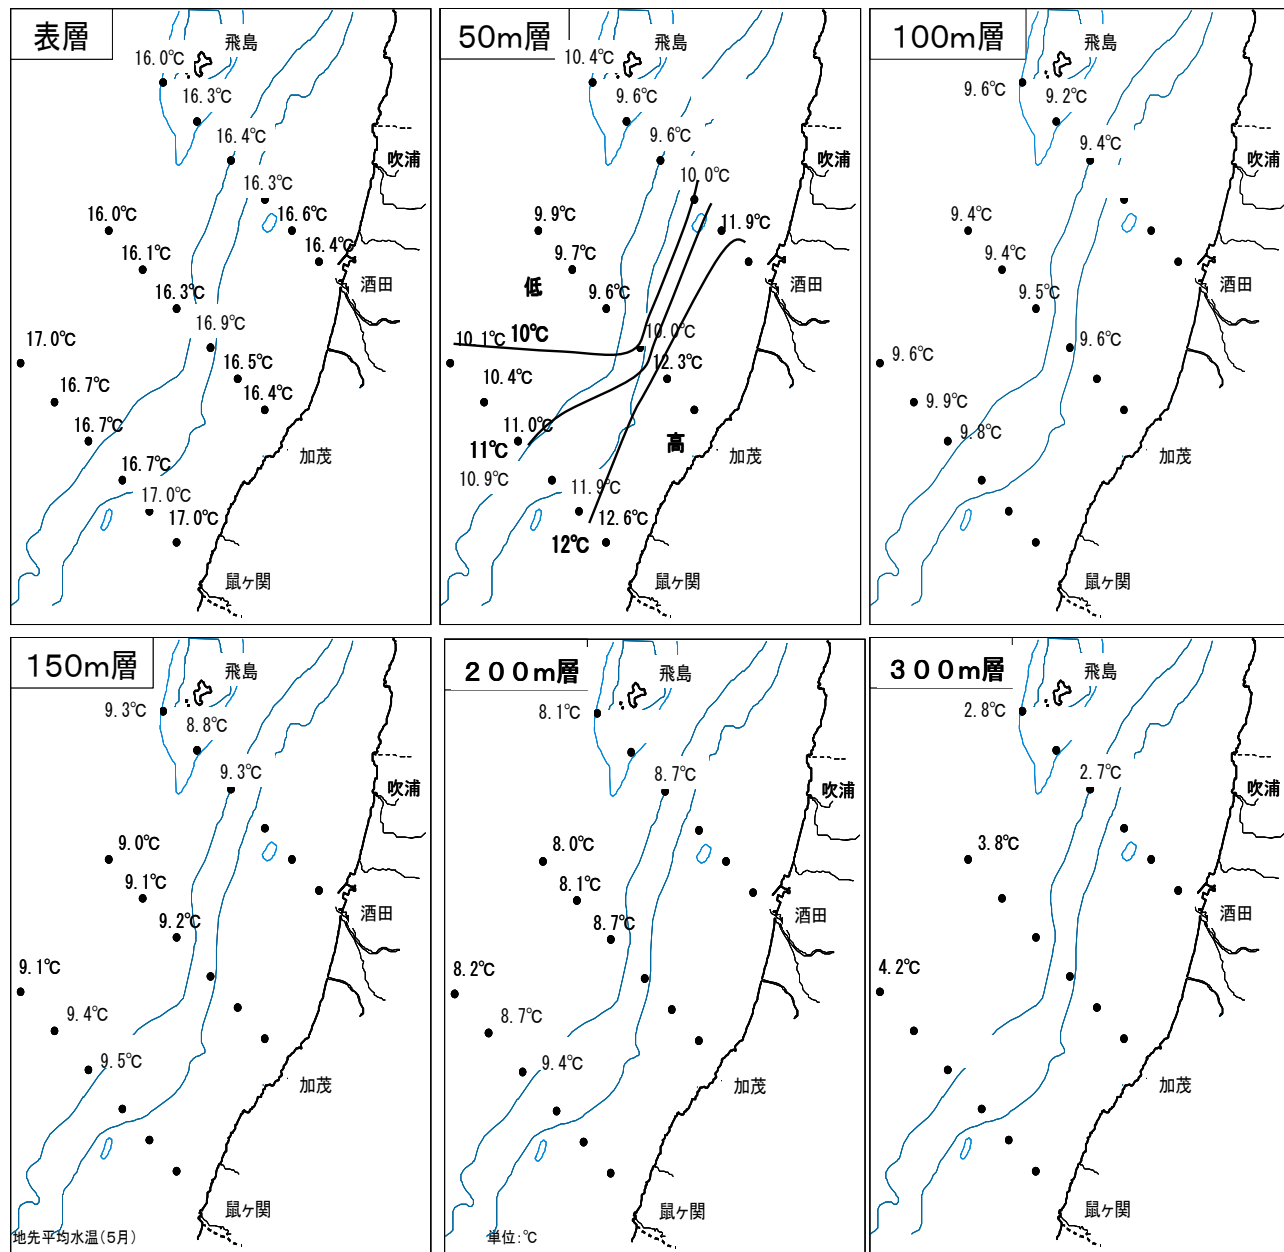 表層
飛島
16.0℃
16.3℃
16.4℃
吹浦
16.3℃
16.0℃
16.6℃
16.4℃
16.1℃
酒田
16.3℃
16.9℃
17.0℃
16.5℃
16.7℃
16.4℃
16.7℃
加茂
16.7℃
17.0℃
17.0℃
鼠ヶ関
50m層
飛島
10.4℃
9.6℃
9.6℃
吹浦
10.0℃
9.9℃
11.9℃
9.7℃
低
酒田
9.6℃
10.1℃
10℃
10.0℃
12.3℃
10.4℃
11.0℃
高
11℃
加茂
10.9℃
11.9℃
12.6℃
12℃
鼠ヶ関
100m層
飛島
9.6℃
9.2℃
9.4℃
吹浦
9.4℃
9.4℃
酒田
9.5℃
9.6℃
9.6℃
9.9℃
9.8℃
加茂
鼠ヶ関
150m層
飛島
9.3℃
8.8℃
9.3℃
吹浦
9.0℃
9.1℃
9.2℃
酒田
9.1℃
9.4℃
9.5℃
加茂
鼠ヶ関
地先平均水温(5月)
200m層
飛島
8.1℃
8.7℃
吹浦
8.0℃
8.1℃
8.7℃
酒田
8.2℃
8.7℃
9.4℃
加茂
鼠ヶ関
単位:℃
300m層
飛島
2.8℃
2.7℃
吹浦
3.8℃
酒田
4.2℃
加茂
鼠ヶ関